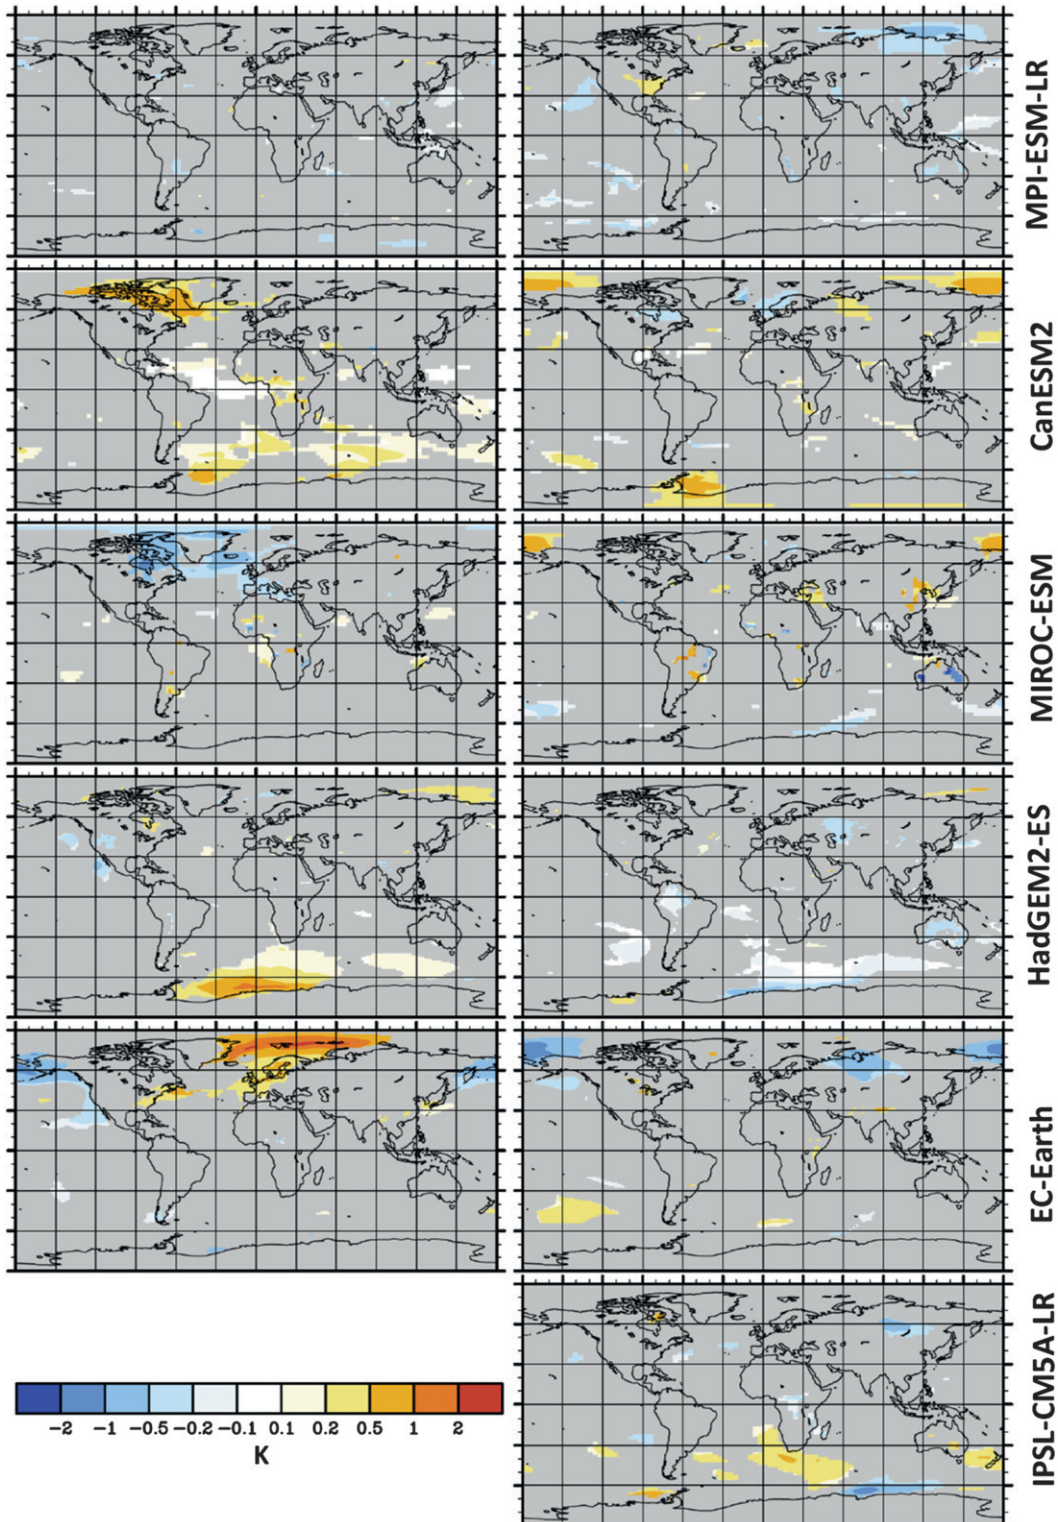 MPI-ESM-LR
CanESM2
MIROC-ESM
HadGEM2-ES
EC-Earth
IPSL-CM5A-LR
−2 −1 −0.5 −0.2 −0.1 0.1 0.2 0.5 1 2
K